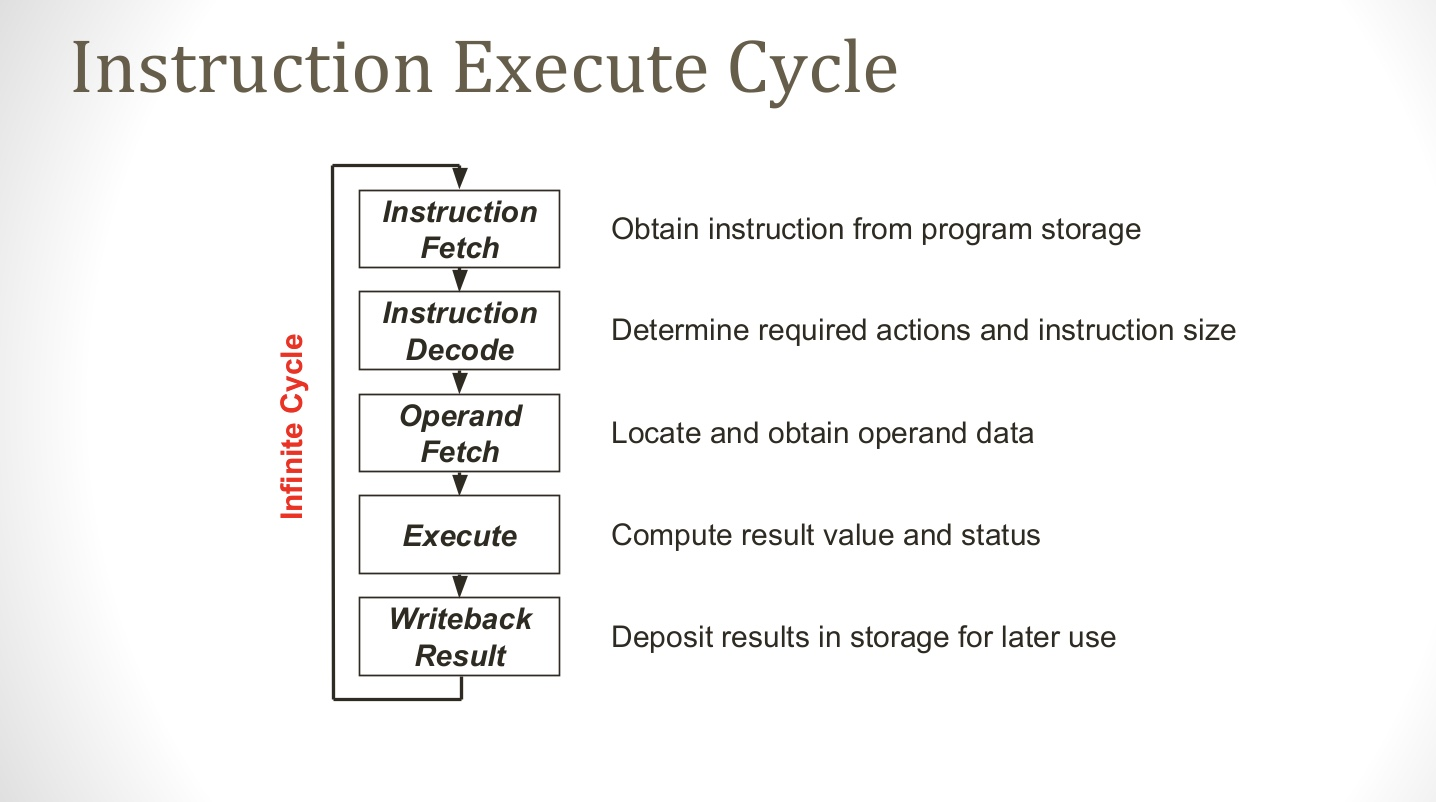 Instruction Execute Cycle
Infinite Cycle
Instruction
Fetch
Obtain instruction from program storage
Instruction
Decode
Determine required actions and instruction size
Operand
Fetch
Locate and obtain operand data
Execute
Compute result value and status
Writeback
Result
Deposit results in storage for later use